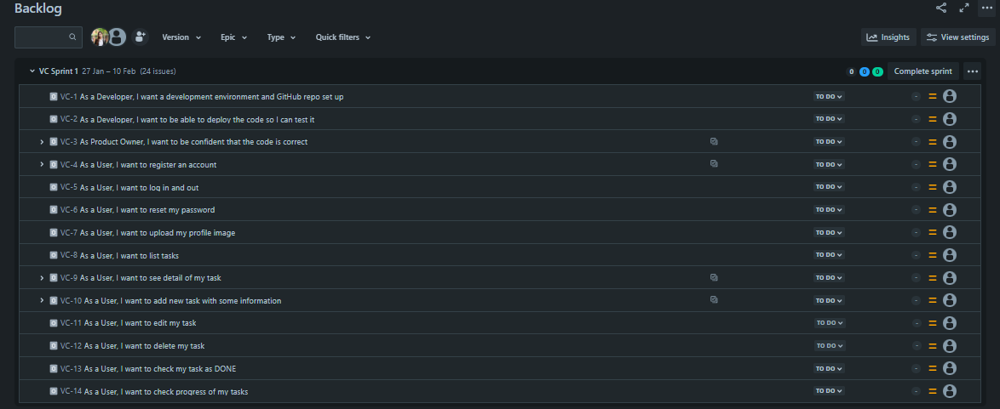 Backlog
Version Epic Type Quick filters Insights View settings
VC Sprint 1 27 Jan – 10 Feb (24 issues) 0 0 0 Complete sprint
VC-1 As a Developer, I want a development environment and GitHub repo set up TO DO -
VC-2 As a Developer, I want to be able to deploy the code so I can test it TO DO -
VC-3 As Product Owner, I want to be confident that the code is correct TO DO -
VC-4 As a User, I want to register an account TO DO -
VC-5 As a User, I want to log in and out TO DO -
VC-6 As a User, I want to reset my password TO DO -
VC-7 As a User, I want to upload my profile image TO DO -
VC-8 As a User, I want to list tasks TO DO -
VC-9 As a User, I want to see detail of my task TO DO -
VC-10 As a User, I want to add new task with some information TO DO -
VC-11 As a User, I want to edit my task TO DO -
VC-12 As a User, I want to delete my task TO DO -
VC-13 As a User, I want to check my task as DONE TO DO -
VC-14 As a User, I want to check progress of my tasks TO DO -